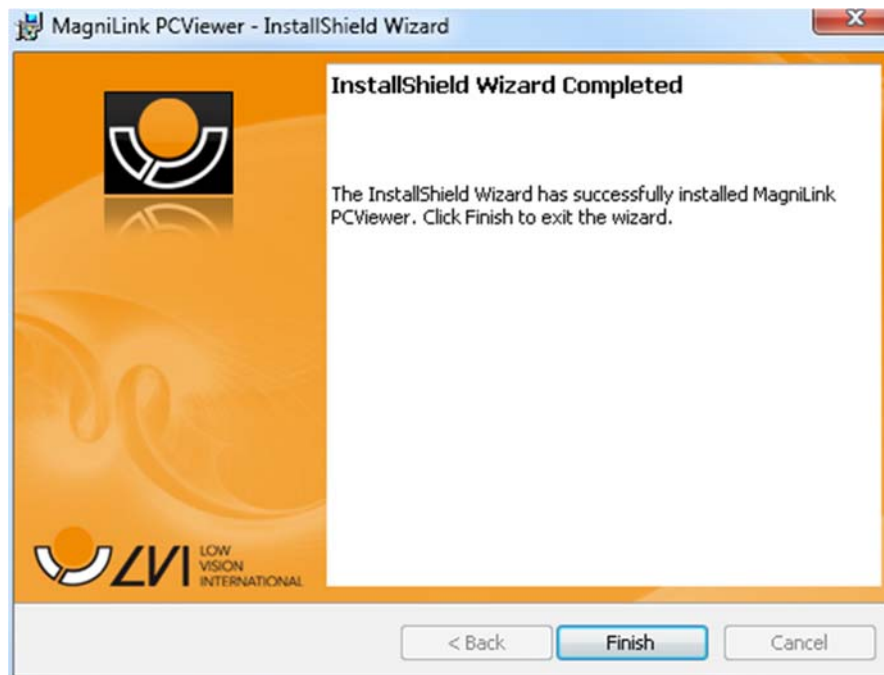 MagniLink PCViewer - InstallShield Wizard
InstallShield Wizard Completed
The InstallShield Wizard has successfully installed MagniLink
PCViewer. Click Finish to exit the wizard.
LVI LOW
VISION
INTERNATIONAL
< Back Finish Cancel